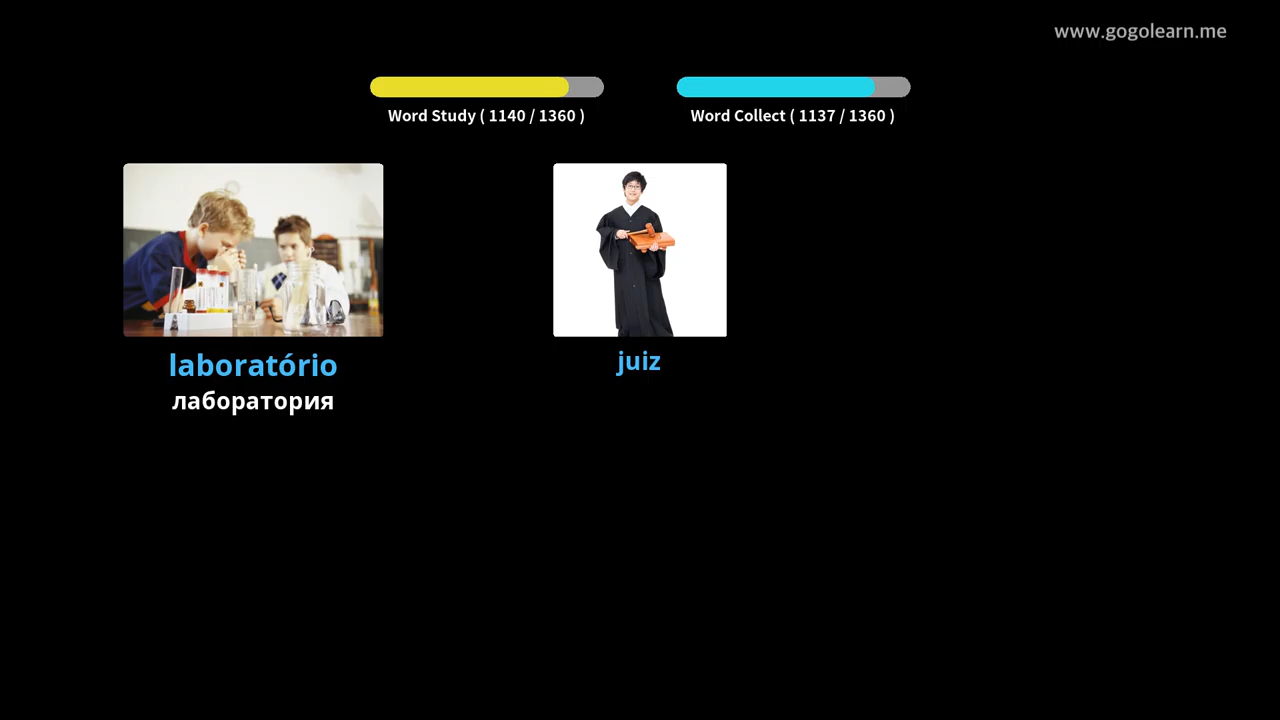 www.gogolearn.me
Word Study ( 1140 / 1360 )
Word Collect ( 1137 / 1360 )
laboratório
лаборатория
juiz